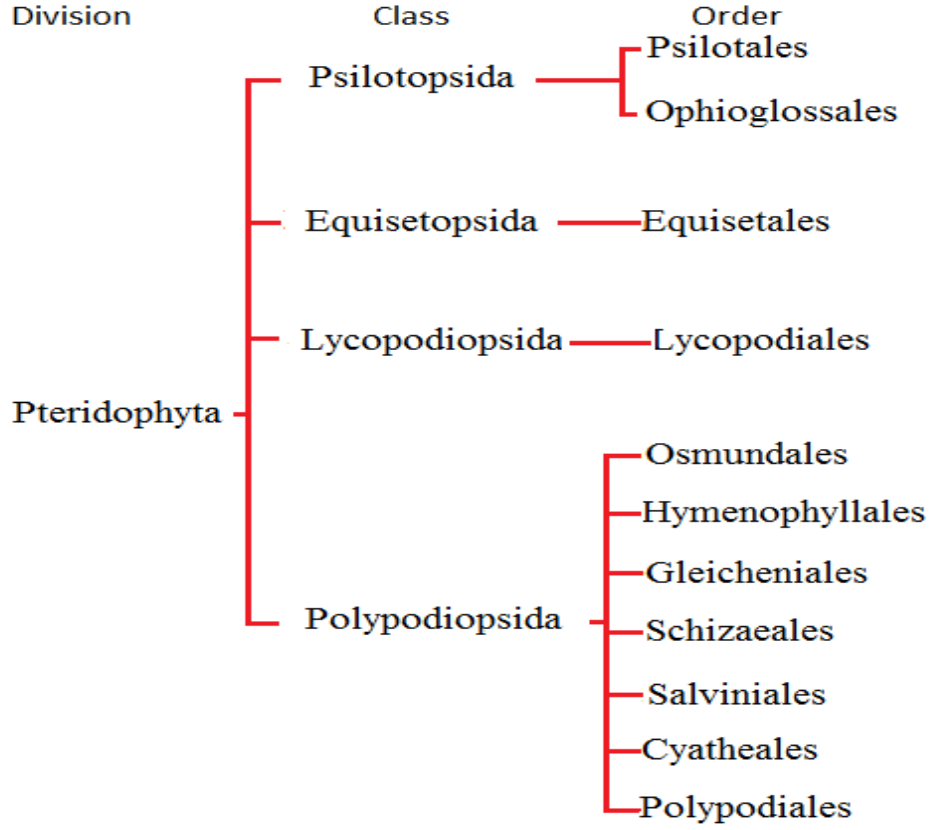 Division Class Order
Psilotales
Psilotopsida
Ophioglossales
Equisetopsida Equisetales
Lycopodiopsida Lycopodiales
Pteridophyta
Osmundales
Hymenophyllales
Gleicheniales
Polypodiopsida
Schizaeales
Salviniales
Cyatheales
Polypodiales